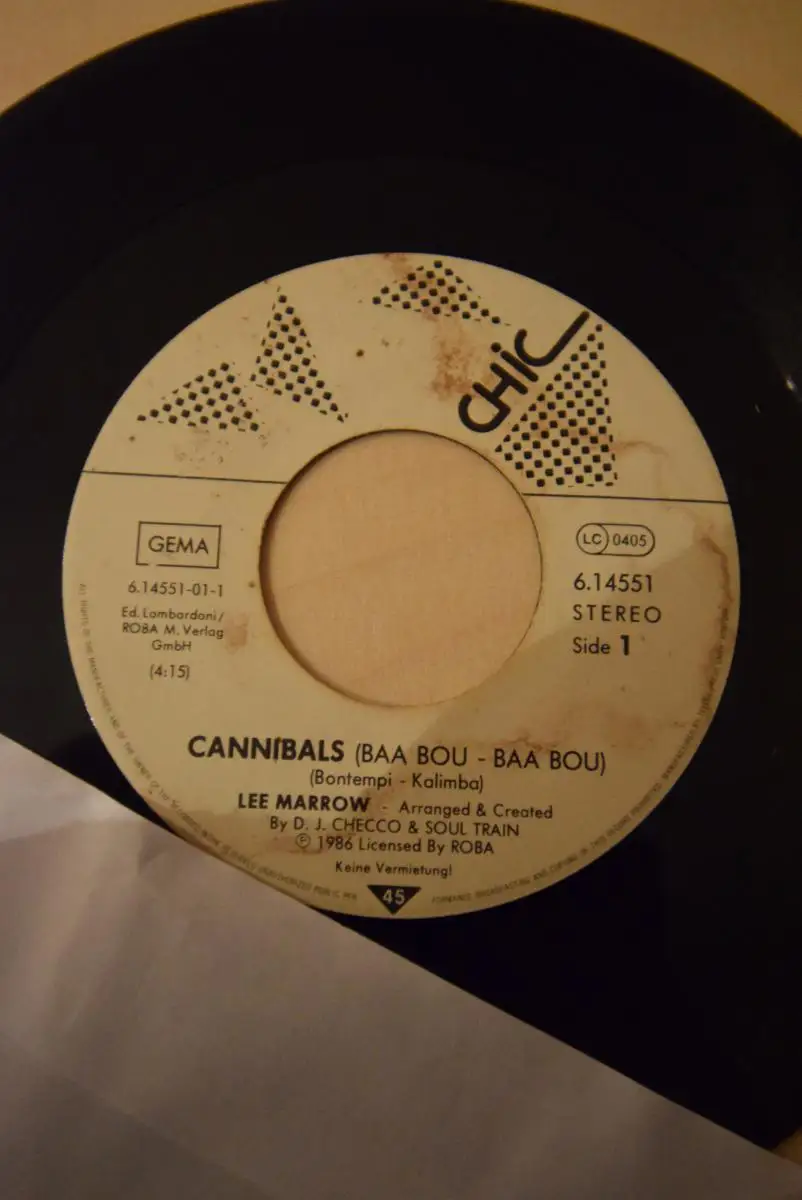 CHIC
GEMA
6.14551-01-1
Ed. Lombardoni/
ROBA M. Verlag
GmbH
(4:15)
LC 0405
6.14551
STEREO
Side 1
CANNIBALS (BAA BOU - BAA BOU)
(Bontempi - Kalimba)
LEE MARROW - Arranged & Created
By D. J. CHECCO & SOUL TRAIN
℗ 1986 Licensed By ROBA
Keine Vermietung!
45